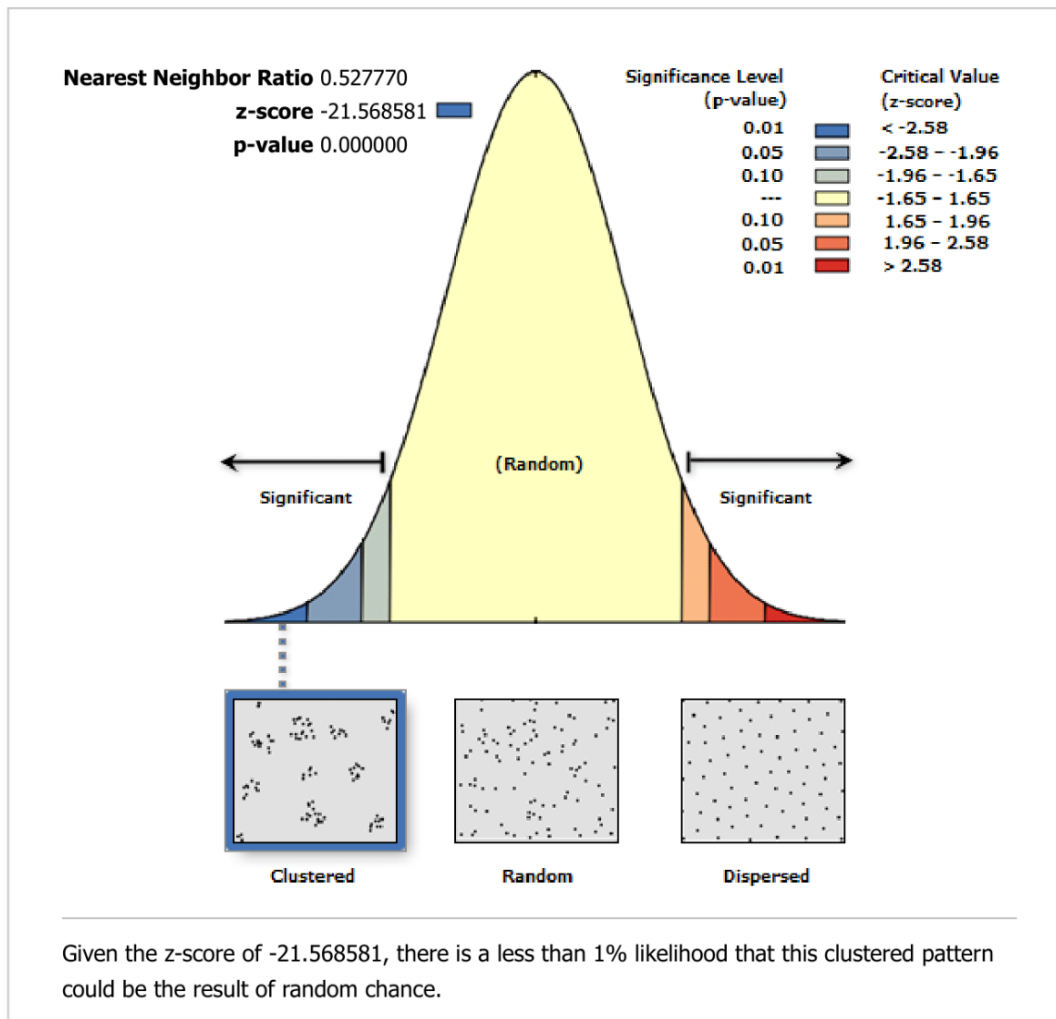 Nearest Neighbor Ratio 0.527770
z-score -21.568581
p-value 0.000000
Significance Level (p-value)
Critical Value (z-score)
0.01 < -2.58
0.05 -2.58 – -1.96
0.10 -1.96 – -1.65
--- -1.65 – 1.65
0.10 1.65 – 1.96
0.05 1.96 – 2.58
0.01 > 2.58
(Random)
Significant
Significant
Clustered
Random
Dispersed
Given the z-score of -21.568581, there is a less than 1% likelihood that this clustered pattern
could be the result of random chance.